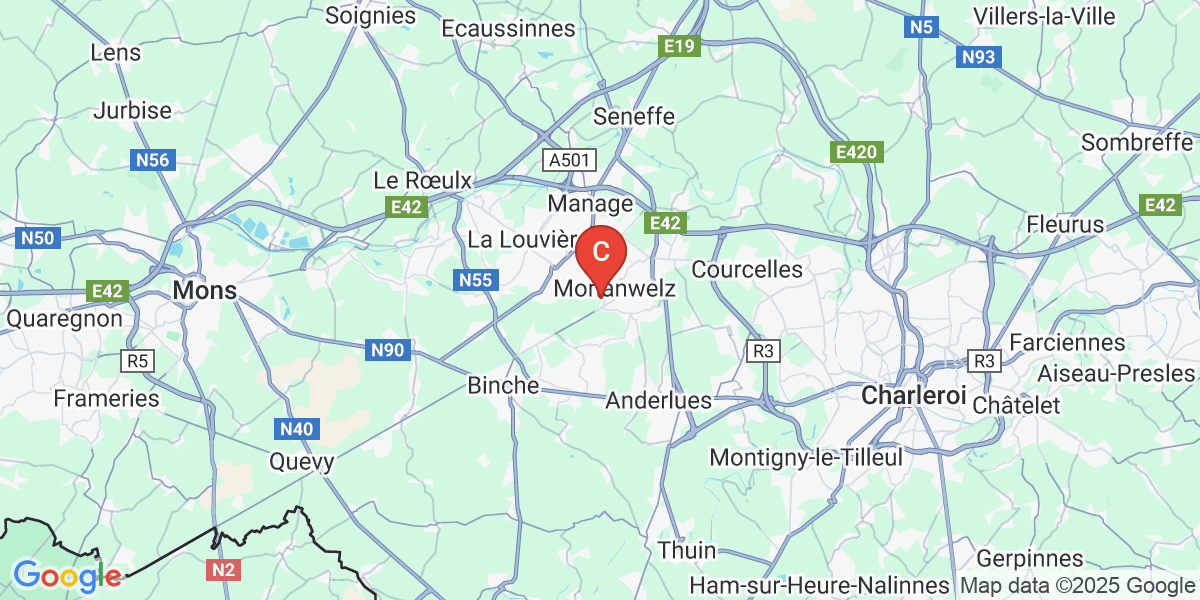 Soignies
Ecaussinnes
Villers-la-Ville
N5
E19
Lens
N93
Jurbise
Seneffe
Sombreffe
N56
A501
E420
Le Rœulx
Manage
E42
E42
E42
Fleurus
N50
La Louvièr
C
Courcelles
N55
Mons
Morlanwelz
E42
Quaregnon
R5
N90
R3
R3
Farciennes
Aiseau-Presles
Binche
Frameries
Anderlues
Charleroi
Châtelet
N40
Quevy
Montigny-le-Tilleul
Thuin
Gerpinnes
N2
Google
Ham-sur-Heure-Nalinnes
Map data ©2025 Google